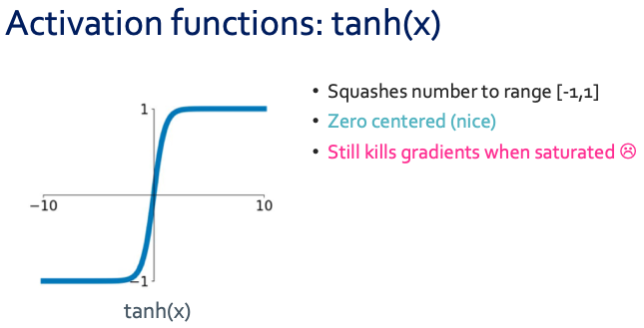 Activation functions: tanh(x)
• Squashes number to range [-1,1]
• Zero centered (nice)
• Still kills gradients when saturated ☹
1
−10
10
−1
tanh(x)